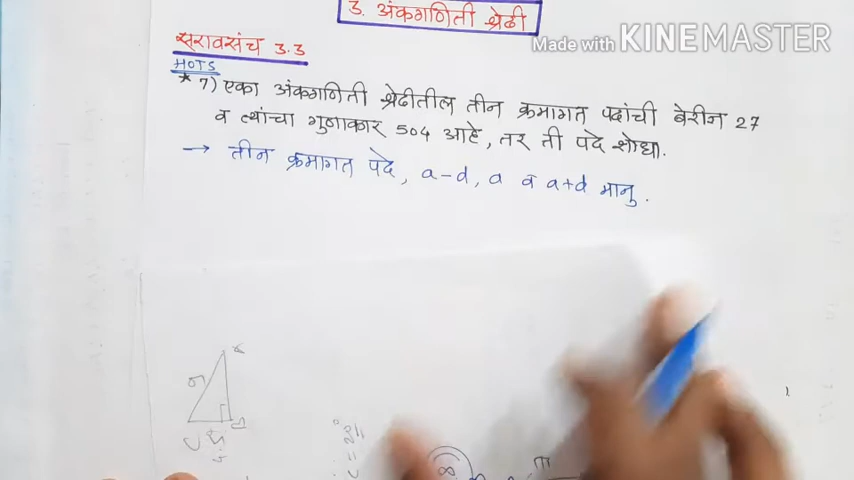 3. अंकगणिती श्रेढी
Made with KINEMASTER
सरावसंच 3.3
HOTS
* 7) एका अंकगणिती श्रेढीतील तीन क्रमागत पदांची बेरीज 27
व त्यांचा गुणाकार 504 आहे, तर ती पदे शोधा.
→ तीन क्रमागत पदे, a-d, a व a+d मानु.